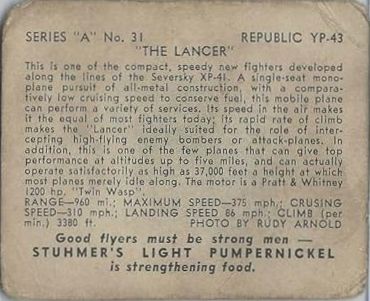 SERIES "A" No. 31 REPUBLIC YP-43
"THE LANCER"
This is one of the compact, speedy new fighters developed
along the lines of the Seversky XP-41. A single-seat mono-
plane pursuit of all-metal construction, with a compara-
tively low cruising speed to conserve fuel, this mobile plane
can perform a variety of services. Its speed in the air makes
it the equal of most fighters today; its rapid rate of climb
makes the "Lancer" ideally suited for the role of inter-
cepting high-flying enemy bombers or attack-planes. In
addition, this is one of the few planes that can give top
performance at altitudes up to five miles, and can actually
operate satisfactorily as high as 37,000 feet a height at which
most planes merely idle along. The motor is a Pratt & Whitney
1200 hp. "Twin Wasp".
RANGE—960 mi.; MAXIMUM SPEED—375 mph.; CRUSING
SPEED—310 mph.; LANDING SPEED 86 mph.; CLIMB (per
min.) 3380 ft. PHOTO BY RUDY ARNOLD
Good flyers must be strong men —
STUHMER'S LIGHT PUMPERNICKEL
is strengthening food.